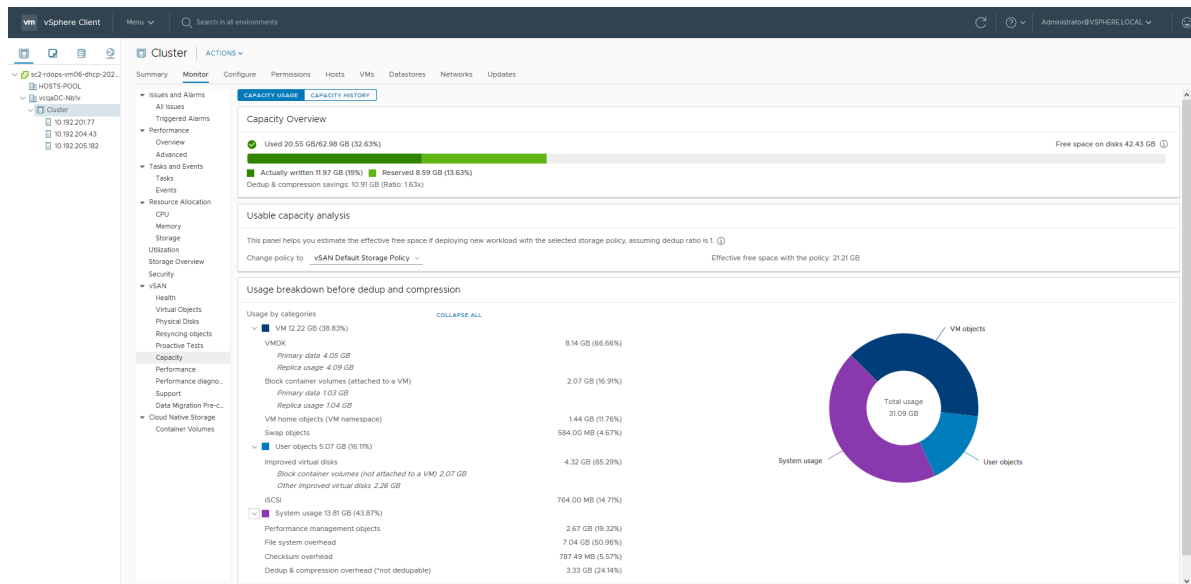 vm vSphere Client Menu Search in all environments Administrator@VSPHERE.LOCAL
sc2-rdops-vm06-dhcp-202...
HOSTS-POOL
vcqaDC-Nb1v
Cluster
10.192.201.77
10.192.204.43
10.192.205.182
Cluster ACTIONS
Summary Monitor Configure Permissions Hosts VMs Datastores Networks Updates
Issues and Alarms
All Issues
Triggered Alarms
Performance
Overview
Advanced
Tasks and Events
Tasks
Events
Resource Allocation
CPU
Memory
Storage
Utilization
Storage Overview
Security
vSAN
Health
Virtual Objects
Physical Disks
Resyncing objects
Proactive Tests
Capacity
Performance
Performance diagno...
Support
Data Migration Pre-c...
Cloud Native Storage
Container Volumes
CAPACITY USAGE CAPACITY HISTORY
Capacity Overview
Used 20.55 GB/62.98 GB (32.63%) Free space on disks 42.43 GB
Actually written 11.97 GB (19%) Reserved 8.59 GB (13.63%)
Dedup & compression savings: 10.91 GB (Ratio: 1.63x)
Usable capacity analysis
This panel helps you estimate the effective free space if deploying new workload with the selected storage policy, assuming dedup ratio is 1.
Change policy to vSAN Default Storage Policy Effective free space with the policy: 21.21 GB
Usage breakdown before dedup and compression
Usage by categories COLLAPSE ALL
VM 12.22 GB (38.83%)
VMDK 8.14 GB (66.66%)
Primary data 4.05 GB
Replica usage 4.09 GB
Block container volumes (attached to a VM) 2.07 GB (16.91%)
Primary data 1.03 GB
Replica usage 1.04 GB
VM home objects (VM namespace) 1.44 GB (11.76%)
Swap objects 584.00 MB (4.67%)
User objects 5.07 GB (16.11%)
Improved virtual disks 4.32 GB (85.29%)
Block container volumes (not attached to a VM) 2.07 GB
Other improved virtual disks 2.26 GB
iSCSI 764.00 MB (14.71%)
System usage 13.81 GB (43.87%)
Performance management objects 2.67 GB (19.32%)
File system overhead 7.04 GB (50.96%)
Checksum overhead 787.49 MB (5.57%)
Dedup & compression overhead (*not dedupable) 3.33 GB (24.14%)
VM objects
Total usage
31.09 GB
System usage
User objects